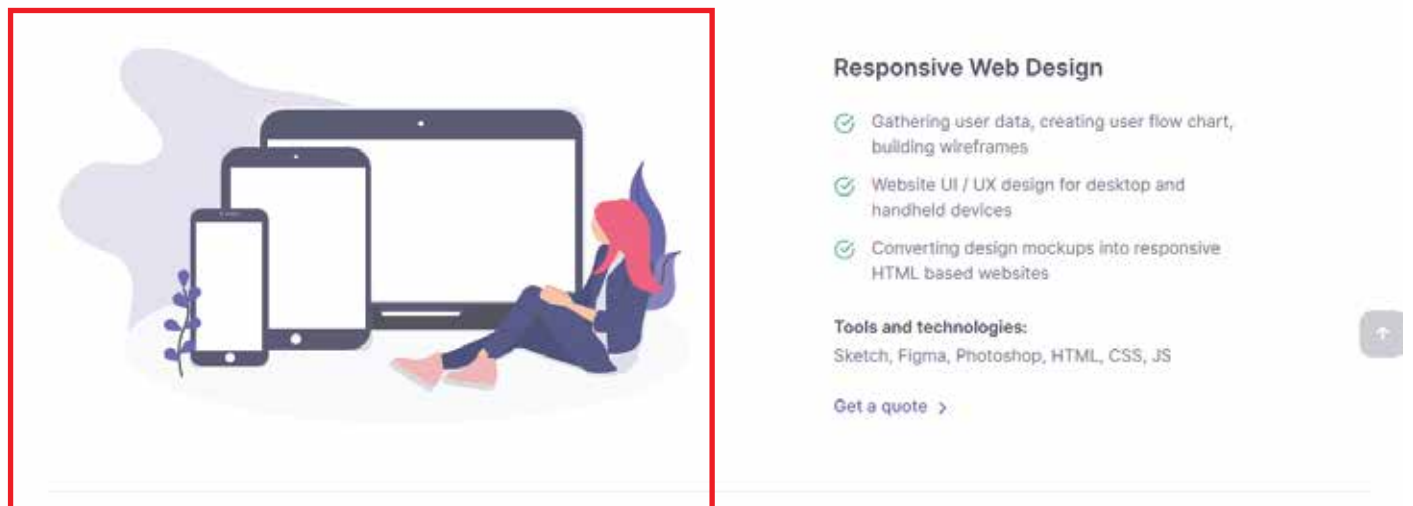 Responsive Web Design
Gathering user data, creating user flow chart,
building wireframes
Website UI / UX design for desktop and
handheld devices
Converting design mockups into responsive
HTML based websites
Tools and technologies:
Sketch, Figma, Photoshop, HTML, CSS, JS
Get a quote